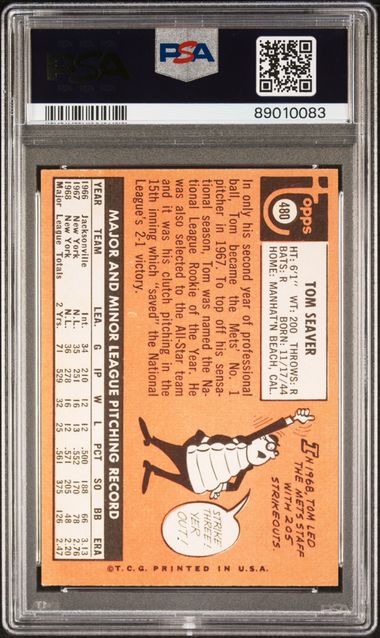 PSA
PSA
89010083
Topps
480
TOM SEAVER
HT: 6'1" WT: 200 THROWS: R
BATS: R BORN: 11/17/44
HOME: MANHAT'N BEACH, CAL.
In only his second year of professional
ball, Tom became the Mets' No. 1
pitcher in 1967. To top off his sensa-
tional season, Tom was named the Na-
tional League Rookie of the Year. He
was also selected to the All-Star team
and it was his clutch pitching in the
15th inning which "saved" the National
League's 2-1 victory.
IN 1968, TOM LED
THE METS STAFF
WITH 205
STRIKEOUTS.
STRIKE
THREE!
YER
OUT!
MAJOR AND MINOR LEAGUE PITCHING RECORD
YEAR TEAM LEA. G IP W L PCT SO BB ERA
1966 Jacksonville Int. 34 210 12 12 .500 188 66 3.13
1967 New York N.L. 35 251 16 13 .552 170 78 2.76
1968 New York N.L. 36 278 16 12 .571 205 48 2.20
Major League Totals 2 Yrs. 71 529 32 25 .561 375 126 2.47
©T.C.G. PRINTED IN U.S.A.